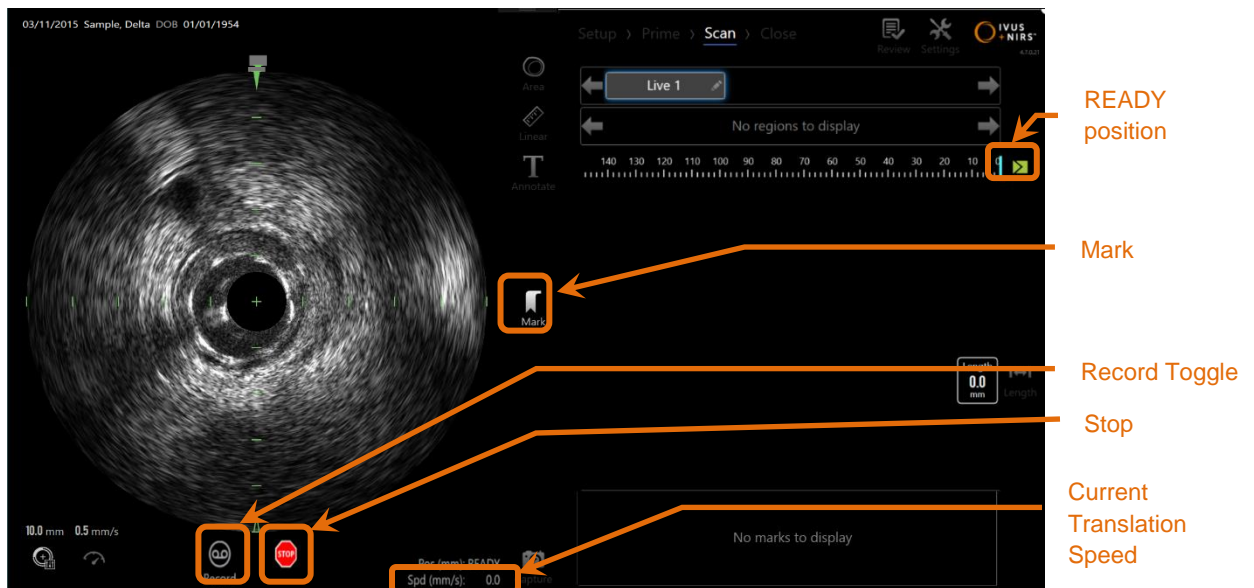 03/11/2015 Sample, Delta DOB 01/01/1954
Setup > Prime > Scan > Close
Review
Settings
IVUS
+NIRS
Area
Live 1
READY
position
Linear
No regions to display
Annotate
140 130 120 110 100 90 80 70 60 50 40 30 20 10 0
Mark
Mark
Length
0.0
mm
Length
Record Toggle
Stop
10.0 mm 0.5 mm/s
Record
STOP
Pos (mm): READY
Spd (mm/s): 0.0
No marks to display
Current
Translation
Speed